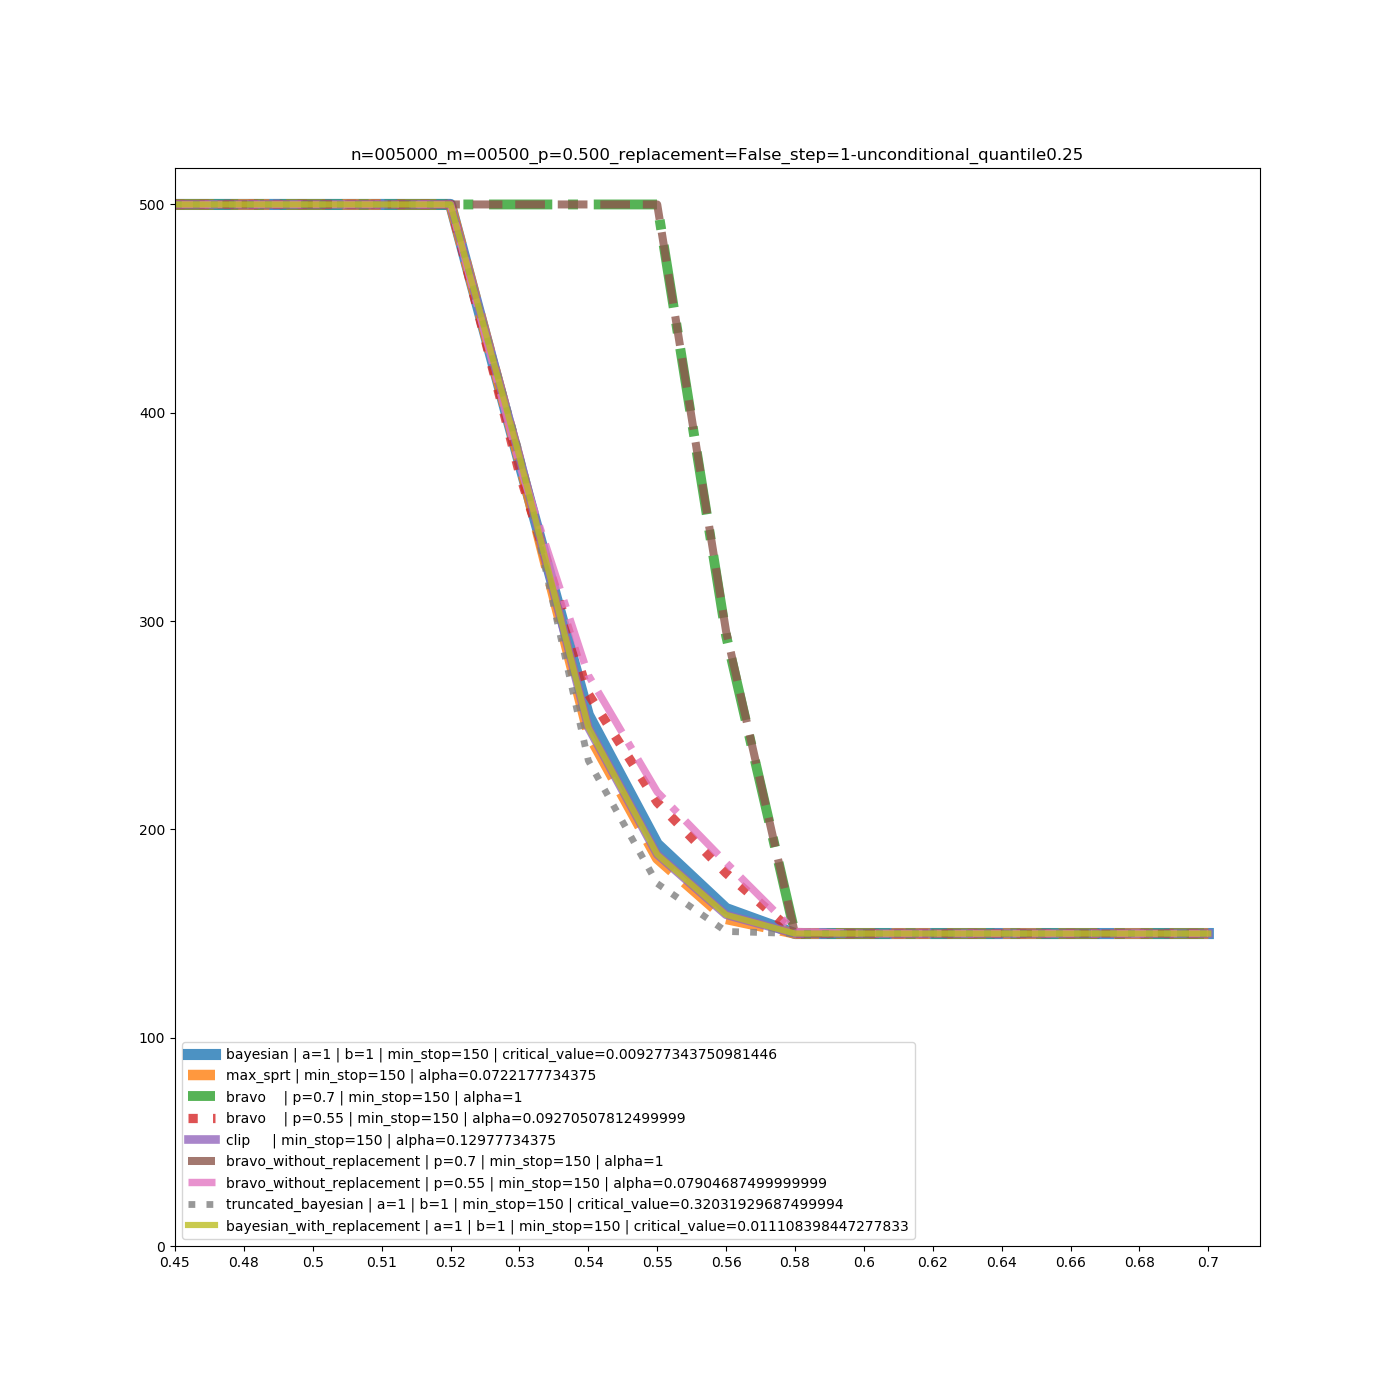 n=005000_m=00500_p=0.500_replacement=False_step=1-unconditional_quantile0.25
500
400
300
200
100
0
bayesian | a=1 | b=1 | min_stop=150 | critical_value=0.009277343750981446
max_sprt | min_stop=150 | alpha=0.0722177734375
bravo    | p=0.7 | min_stop=150 | alpha=1
bravo    | p=0.55 | min_stop=150 | alpha=0.09270507812499999
clip     | min_stop=150 | alpha=0.12977734375
bravo_without_replacement | p=0.7 | min_stop=150 | alpha=1
bravo_without_replacement | p=0.55 | min_stop=150 | alpha=0.07904687499999999
truncated_bayesian | a=1 | b=1 | min_stop=150 | critical_value=0.32031929687499994
bayesian_with_replacement | a=1 | b=1 | min_stop=150 | critical_value=0.011108398447277833
0.45 0.48 0.5 0.51 0.52 0.53 0.54 0.55 0.56 0.58 0.6 0.62 0.64 0.66 0.68 0.7